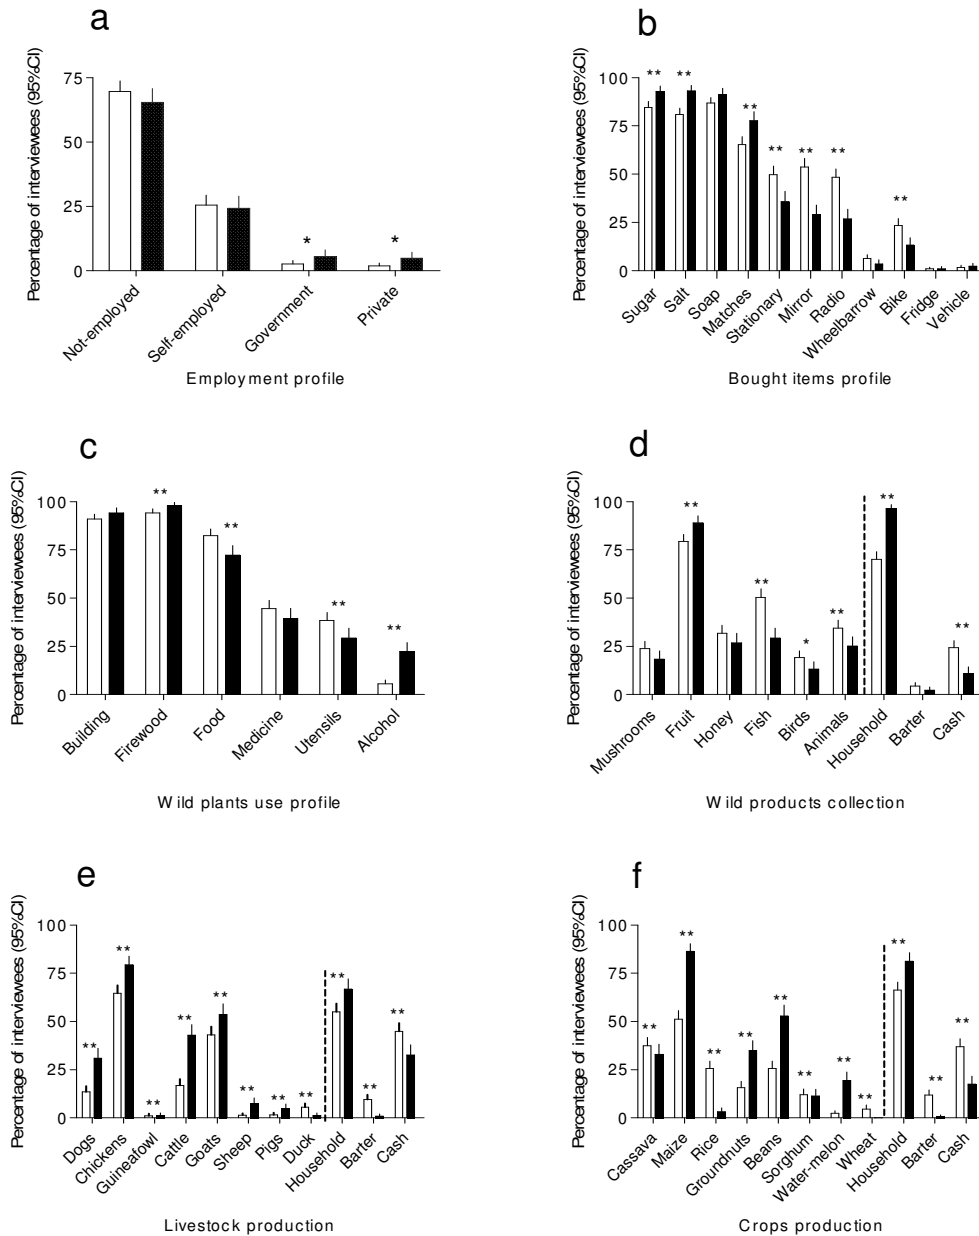 a
Percentage of interviewees (95%CI)
75
50
25
0
*
*
Not-employed
Self-employed
Government
Private
Employment profile
b
Percentage of interviewees (95%CI)
100
75
50
25
0
**
**
**
**
**
**
**
Sugar
Salt
Soap
Matches
Stationary
Mirror
Radio
Wheelbarrow
Bike
Fridge
Vehicle
Bought items profile
c
Percentage of interviewees (95%CI)
100
75
50
25
0
**
**
**
**
Building
Firewood
Food
Medicine
Utensils
Alcohol
Wild plants use profile
d
Percentage of interviewees (95%CI)
100
75
50
25
0
**
**
*
**
**
**
Mushrooms
Fruit
Honey
Fish
Birds
Animals
Household
Barter
Cash
Wild products collection
e
Percentage of interviewees (95%CI)
100
75
50
25
0
**
**
**
**
**
**
**
**
**
**
**
Dogs
Chickens
Guineafowl
Cattle
Goats
Sheep
Pigs
Duck
Household
Barter
Cash
Livestock production
f
Percentage of interviewees (95%CI)
100
75
50
25
0
**
**
**
**
**
**
**
**
**
**
**
Cassava
Maize
Rice
Groundnuts
Beans
Sorghum
Water-melon
Wheat
Household
Barter
Cash
Crops production